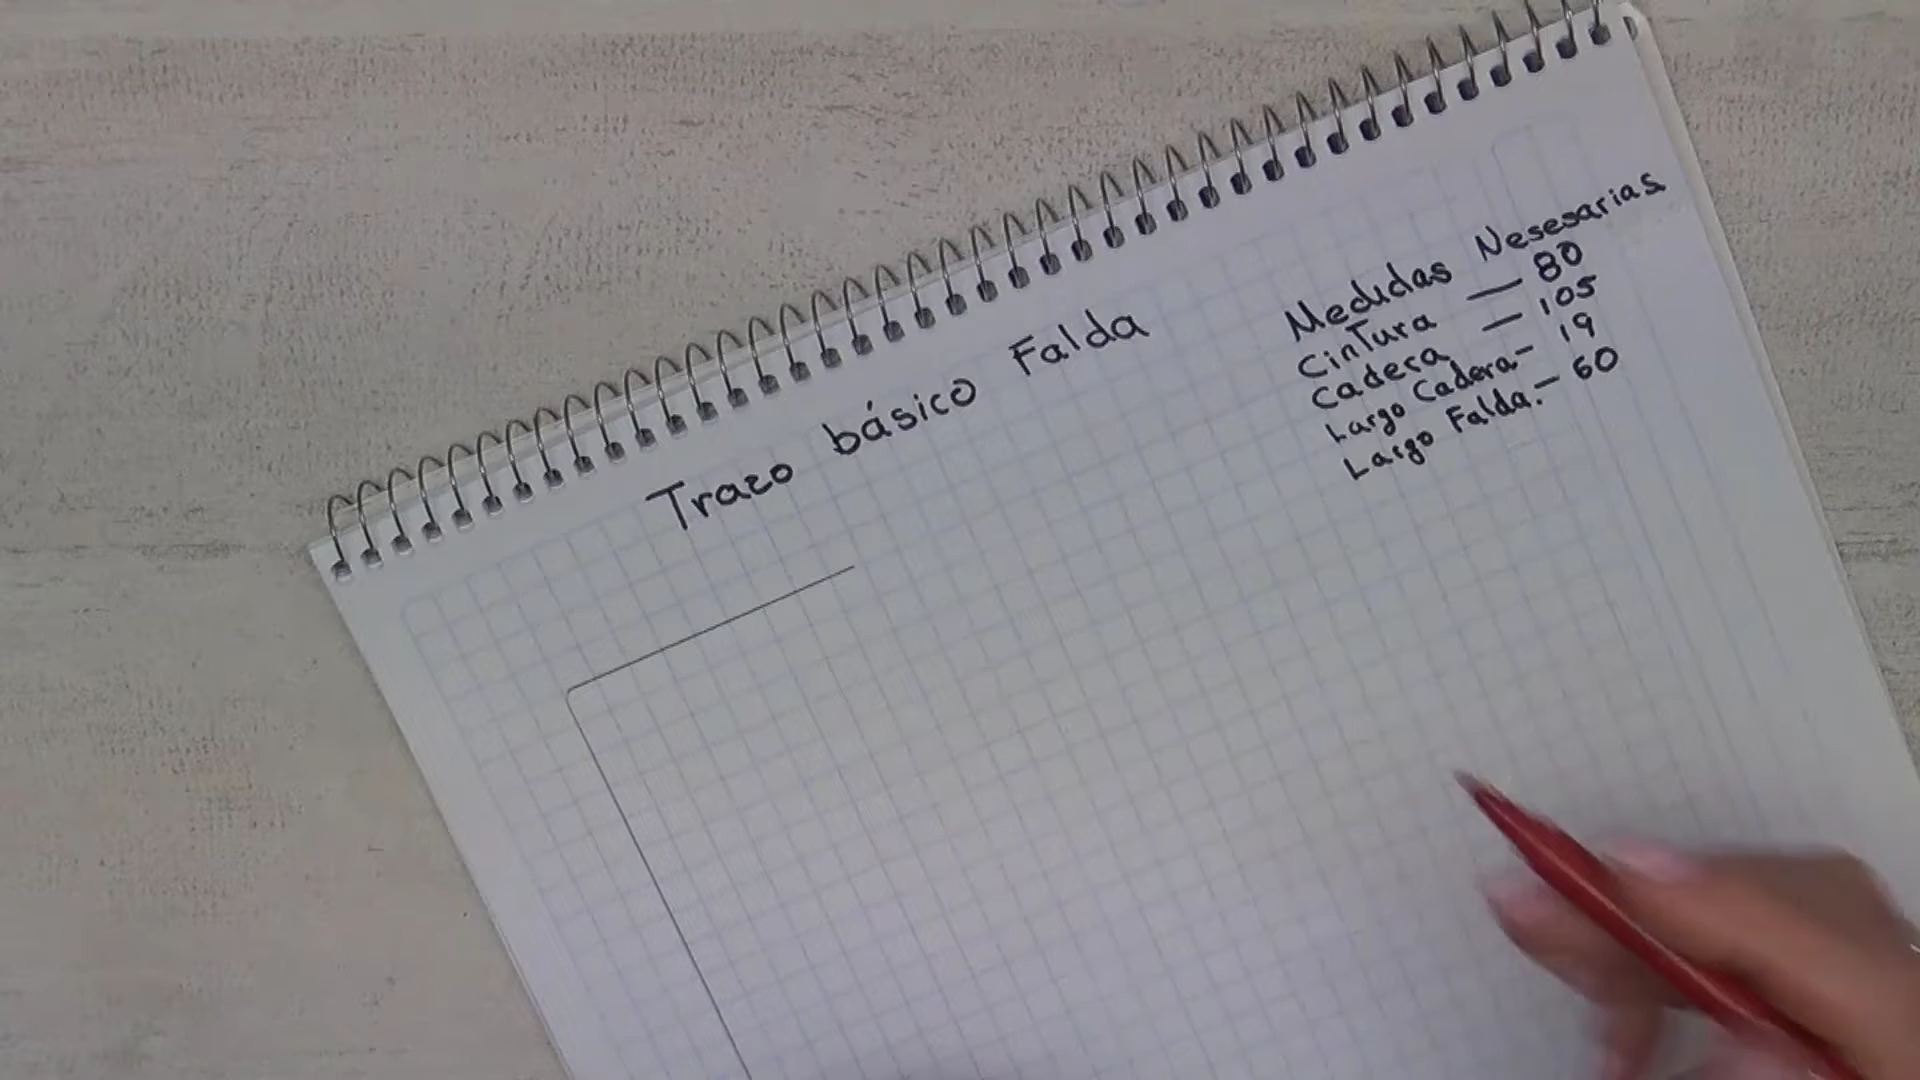 Trazo básico Falda
Medidas Nesesarias
Cintura — 80
Cadera — 105
Largo Cadera - 19
Largo Falda. - 60